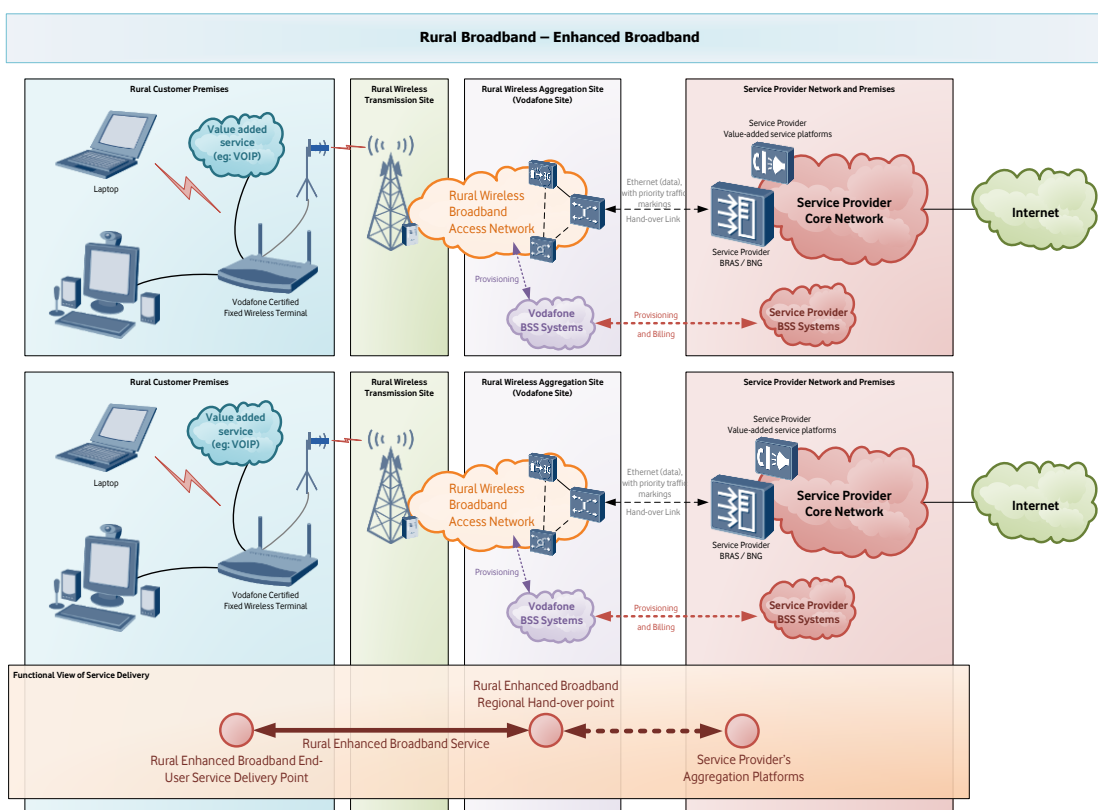 Rural Broadband – Enhanced Broadband
Rural Customer Premises
Rural Wireless
Transmission Site
Rural Wireless Aggregation Site
(Vodafone Site)
Service Provider Network and Premises
Laptop
Value added
service
(eg: VOIP)
Vodafone Certified
Fixed Wireless Terminal
Rural Wireless
Broadband
Access Network
Provisioning
Vodafone
BSS Systems
Ethernet (data),
with priority traffic
markings
Hand-over Link
Provisioning
and Billing
Service Provider
Value-added service platforms
Service Provider
Core Network
Service Provider
BRAS / BNG
Service Provider
BSS Systems
Internet
Rural Customer Premises
Rural Wireless
Transmission Site
Rural Wireless Aggregation Site
(Vodafone Site)
Service Provider Network and Premises
Laptop
Value added
service
(eg: VOIP)
Vodafone Certified
Fixed Wireless Terminal
Rural Wireless
Broadband
Access Network
Provisioning
Vodafone
BSS Systems
Ethernet (data),
with priority traffic
markings
Hand-over Link
Provisioning
and Billing
Service Provider
Value-added service platforms
Service Provider
Core Network
Service Provider
BRAS / BNG
Service Provider
BSS Systems
Internet
Functional View of Service Delivery
Rural Enhanced Broadband
Regional Hand-over point
Rural Enhanced Broadband Service
Rural Enhanced Broadband End-
User Service Delivery Point
Service Provider's
Aggregation Platforms